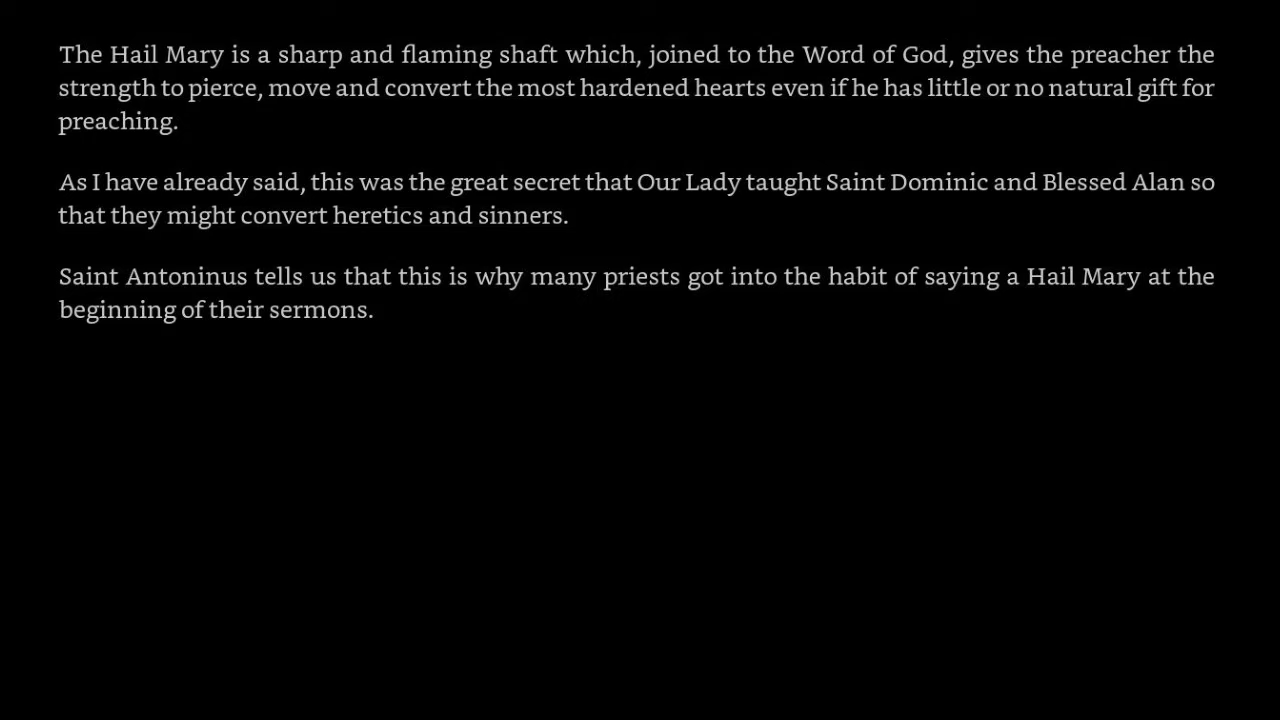 The Hail Mary is a sharp and flaming shaft which, joined to the Word of God, gives the preacher the
strength to pierce, move and convert the most hardened hearts even if he has little or no natural gift for
preaching.
As I have already said, this was the great secret that Our Lady taught Saint Dominic and Blessed Alan so
that they might convert heretics and sinners.
Saint Antoninus tells us that this is why many priests got into the habit of saying a Hail Mary at the
beginning of their sermons.